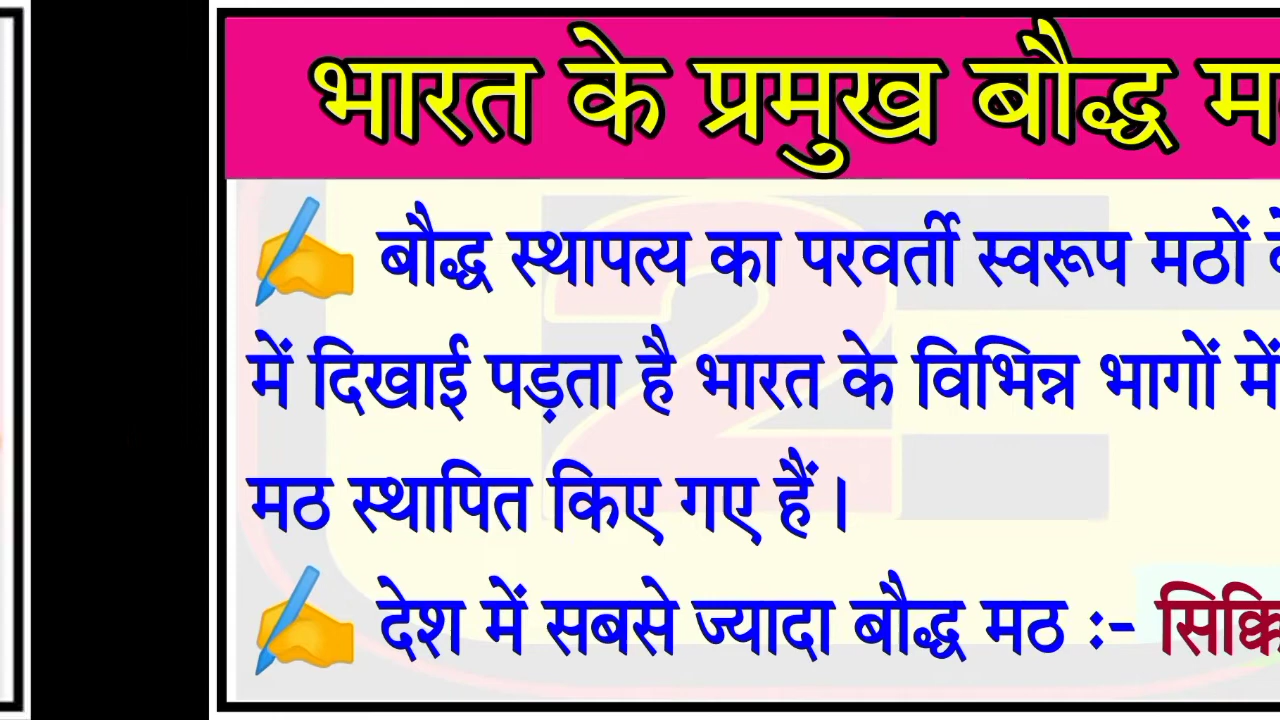 भारत के प्रमुख बौद्ध
बौद्ध स्थापत्य का परवर्ती स्वरूप मठों
में दिखाई पड़ता है भारत के विभिन्न भागों में
मठ स्थापित किए गए हैं।
देश में सबसे ज्यादा बौद्ध मठ :-